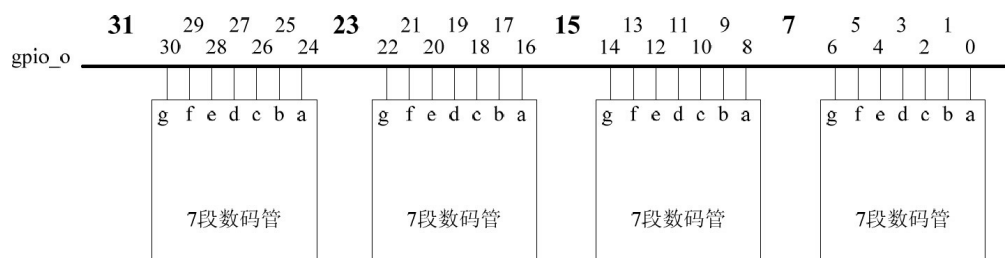 31 29 27 25 23 21 19 17 15 13 11 9 7 5 3 1
30 28 26 24 22 20 18 16 14 12 10 8 6 4 2 0
gpio_o
g f e d c b a g f e d c b a g f e d c b a g f e d c b a
7段数码管 7段数码管 7段数码管 7段数码管